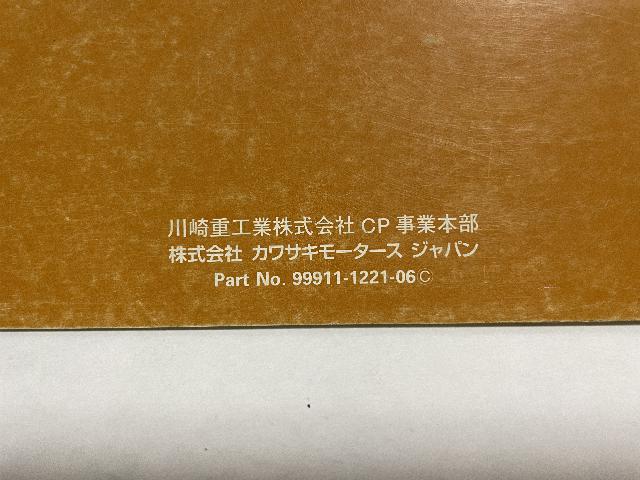 川崎重工業株式会社 CP 事業本部
株式会社 カワサキモータース ジャパン
Part No. 99911-1221-06Ⓒ